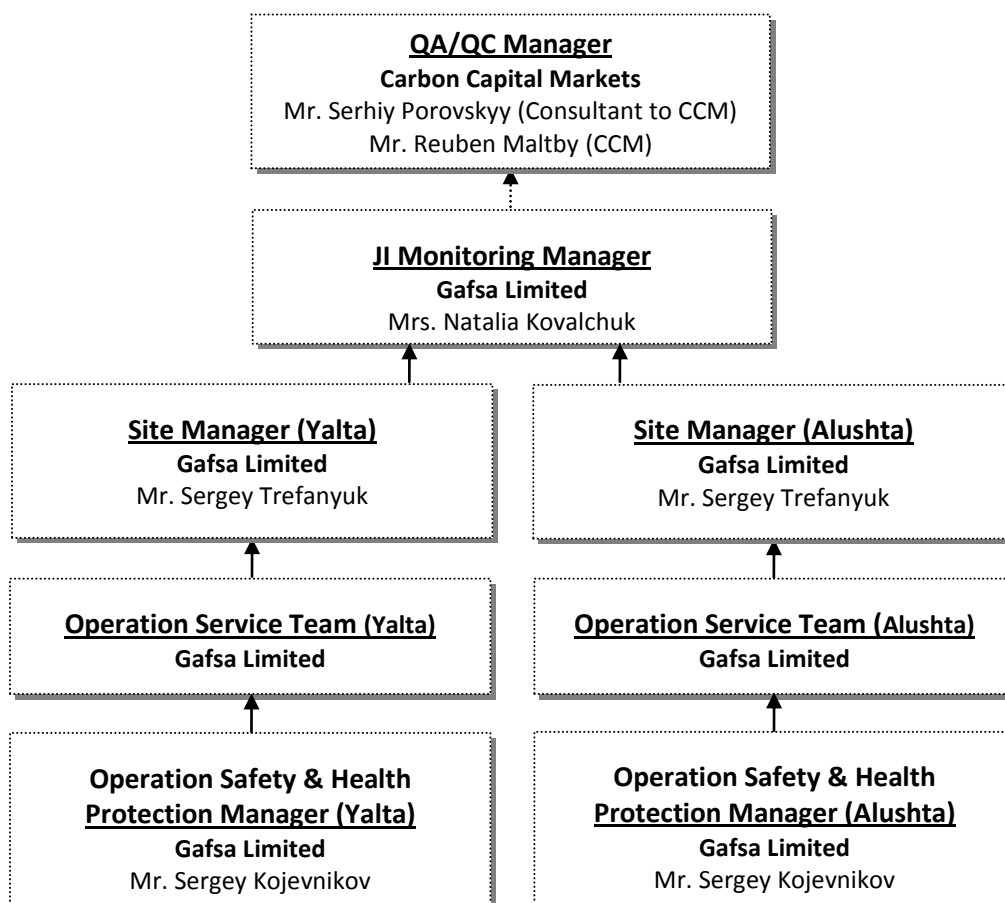 QA/QC Manager
Carbon Capital Markets
Mr. Serhiy Porovskyy (Consultant to CCM)
Mr. Reuben Maltby (CCM)
JI Monitoring Manager
Gafsa Limited
Mrs. Natalia Kovalchuk
Site Manager (Yalta)
Gafsa Limited
Mr. Sergey Trefanyuk
Site Manager (Alushta)
Gafsa Limited
Mr. Sergey Trefanyuk
Operation Service Team (Yalta)
Gafsa Limited
Operation Service Team (Alushta)
Gafsa Limited
Operation Safety & Health
Protection Manager (Yalta)
Gafsa Limited
Mr. Sergey Kojevnikov
Operation Safety & Health
Protection Manager (Alushta)
Gafsa Limited
Mr. Sergey Kojevnikov